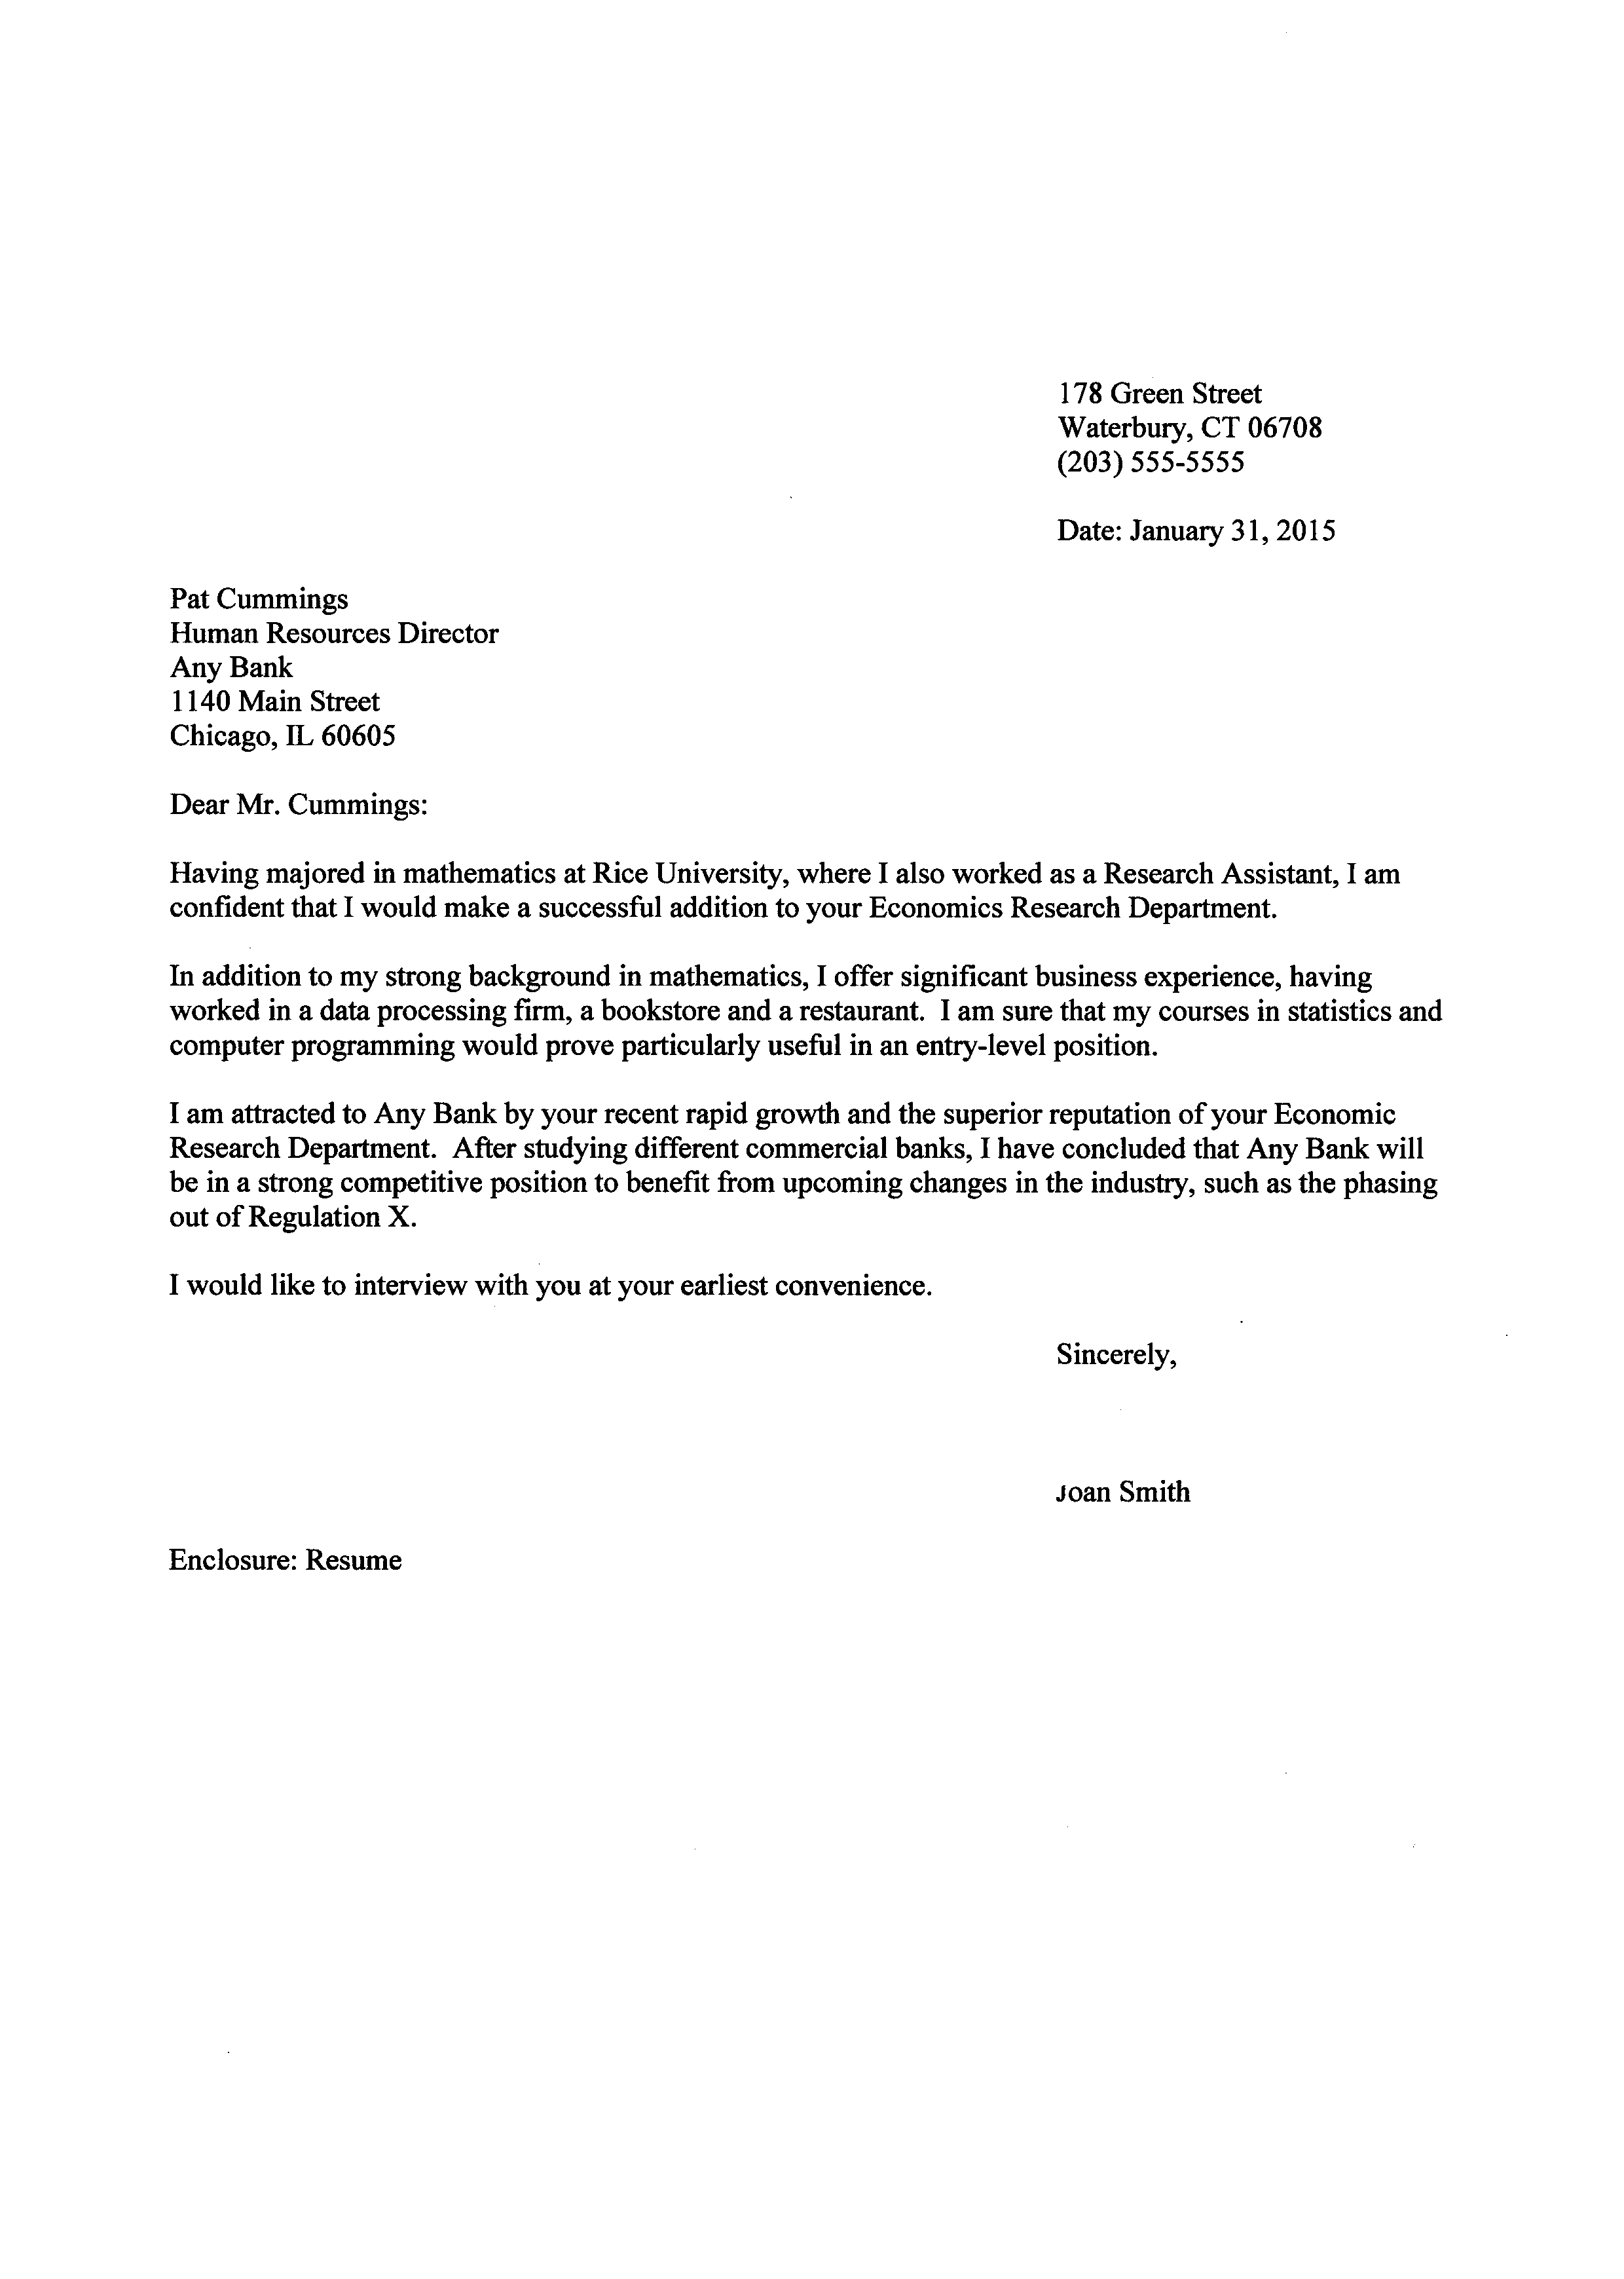 178 Green Street
Waterbury, CT 06708
(203) 555-5555
Date: January 31, 2015
Pat Cummings
Human Resources Director
Any Bank
1140 Main Street
Chicago, IL 60605
Dear Mr. Cummings:
Having majored in mathematics at Rice University, where I also worked as a Research Assistant, I am
confident that I would make a successful addition to your Economics Research Department.
In addition to my strong background in mathematics, I offer significant business experience, having
worked in a data processing firm, a bookstore and a restaurant.  I am sure that my courses in statistics and
computer programming would prove particularly useful in an entry-level position.
I am attracted to Any Bank by your recent rapid growth and the superior reputation of your Economic
Research Department.  After studying different commercial banks, I have concluded that Any Bank will
be in a strong competitive position to benefit from upcoming changes in the industry, such as the phasing
out of Regulation X.
I would like to interview with you at your earliest convenience.
Sincerely,
Joan Smith
Enclosure: Resume